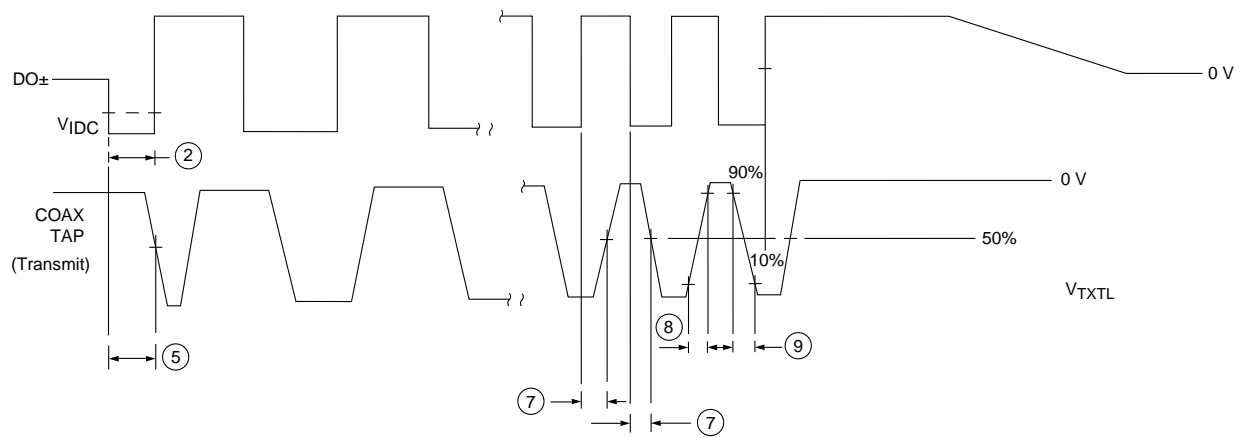 DO±
VIDC
0 V
2
90%
0 V
COAX
TAP
(Transmit)
50%
10%
VTXTL
8
9
5
7
7